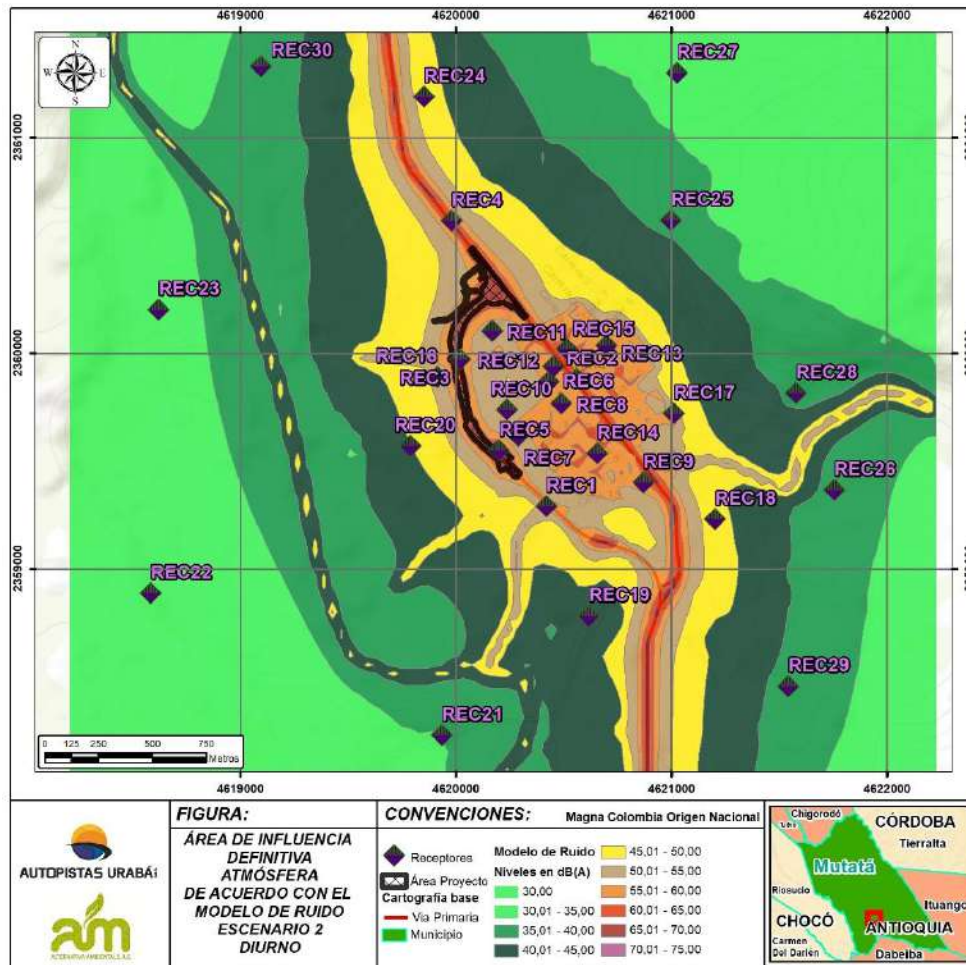 4619000 4620000 4621000 4622000
N
W E
S
REC30
REC27
REC24
2361000
REC4
REC25
REC23
REC11
REC15
2360000
REC16
REC12
REC2
REC13
REC3
REC6
REC28
REC10
REC8
REC17
REC20
REC5
REC14
REC7
REC9
REC26
REC1
REC18
2359000
REC22
REC19
REC29
REC21
0 125 250 500 750
Metros
4619000 4620000 4621000 4622000
AUTOPISTAS URABÁ
am
ALTERNATIVA AMBIENTAL S.A.S.
FIGURA:
ÁREA DE INFLUENCIA
DEFINITIVA
ATMÓSFERA
DE ACUERDO CON EL
MODELO DE RUIDO
ESCENARIO 2
DIURNO
CONVENCIONES: Magna Colombia Origen Nacional
Receptores
Área Proyecto
Cartografía base
Via Primaria
Municipio
Modelo de Ruido
Niveles en dB(A)
30,00
30,01 - 35,00
35,01 - 40,00
40,01 - 45,00
45,01 - 50,00
50,01 - 55,00
55,01 - 60,00
60,01 - 65,00
65,01 - 70,00
70,01 - 75,00
Chigorodó
CÓRDOBA
Tierralta
Mutatá
Riosucio
Ituango
CHOCÓ
ANTIOQUIA
Carmen
Del Darién
Dabeiba